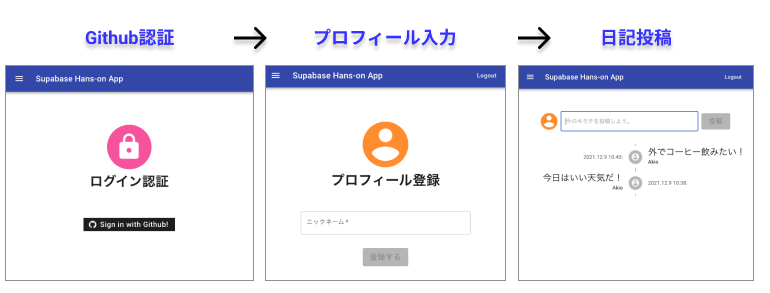 Github認証
プロフィール入力
日記投稿
Supabase Hans-on App
ログイン認証
Sign in with Github!
Supabase Hans-on App
Logout
プロフィール登録
ニックネーム *
登録する
Supabase Hans-on App
Logout
今のキモチを投稿しよう。
投稿
2021.12.9 10:40:
外でコーヒー飲みたい！
Akio
今日はいい天気だ！
Akio
2021.12.9 10:38: